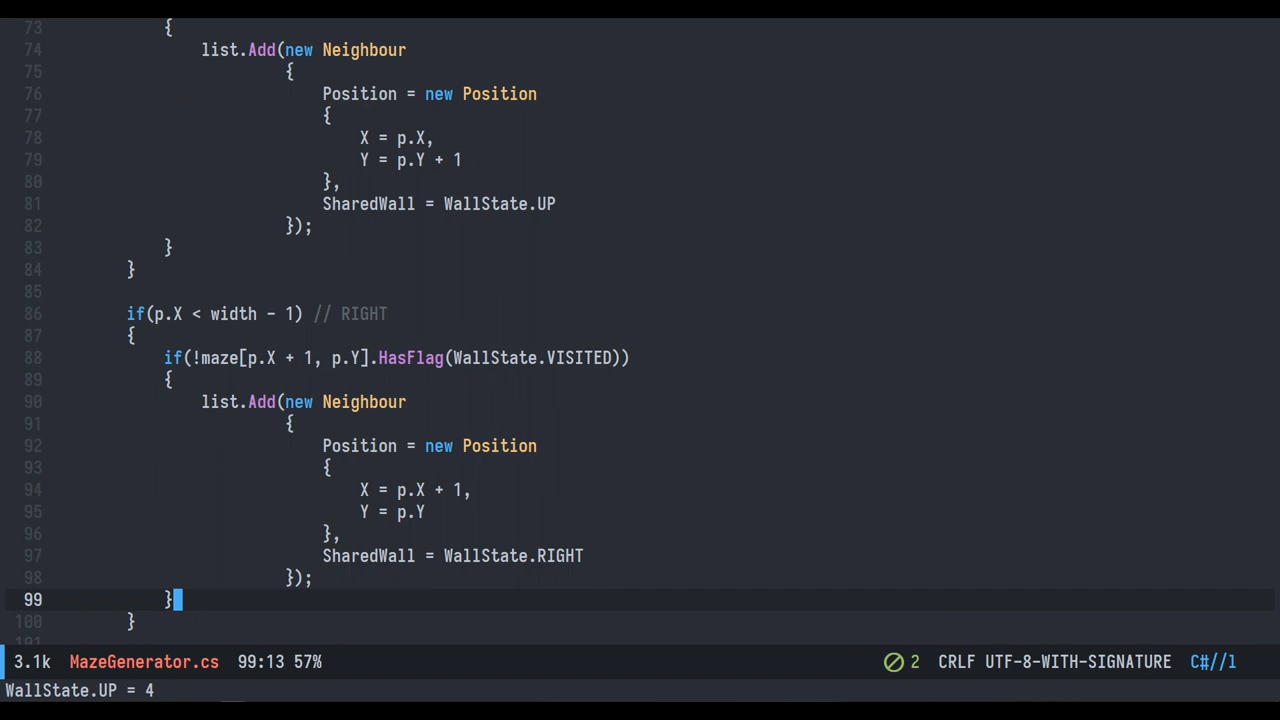 73 {
74 list.Add(new Neighbour
75 {
76 Position = new Position
77 {
78 X = p.X,
79 Y = p.Y + 1
80 },
81 SharedWall = WallState.UP
82 });
83 }
84 }
85
86 if(p.X < width - 1) // RIGHT
87 {
88 if(!maze[p.X + 1, p.Y].HasFlag(WallState.VISITED))
89 {
90 list.Add(new Neighbour
91 {
92 Position = new Position
93 {
94 X = p.X + 1,
95 Y = p.Y
96 },
97 SharedWall = WallState.RIGHT
98 });
99 }
100 }
101
3.1k MazeGenerator.cs 99:13 57% 2 CRLF UTF-8-WITH-SIGNATURE C#//l
WallState.UP = 4